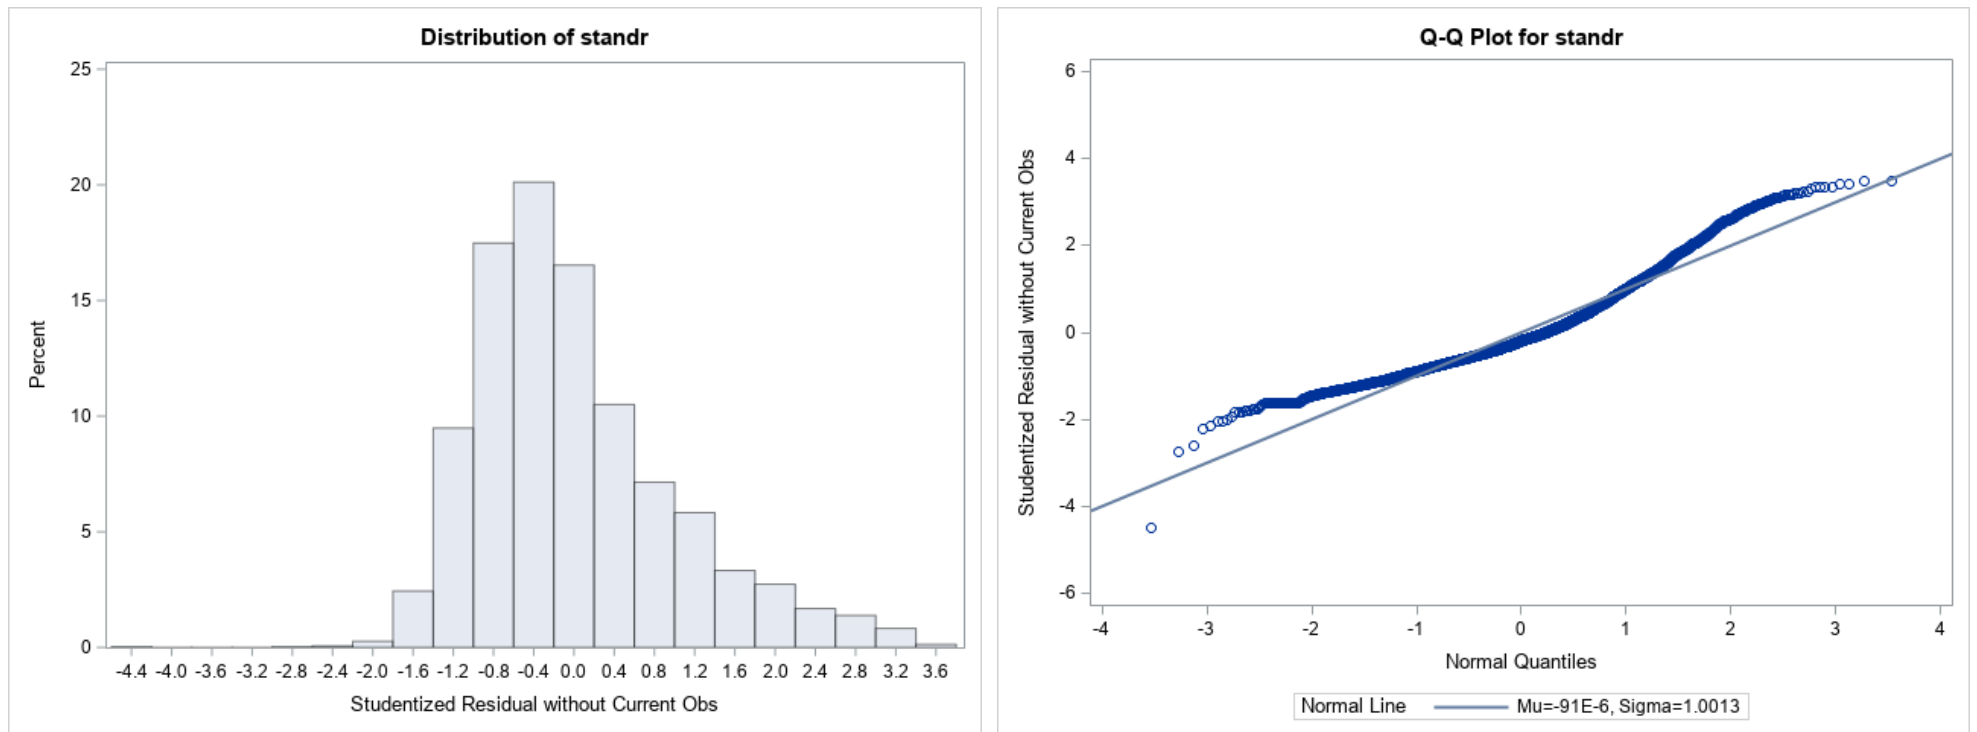 Distribution of standr
25
20
15
10
5
0
Percent
-4.4 -4.0 -3.6 -3.2 -2.8 -2.4 -2.0 -1.6 -1.2 -0.8 -0.4 0.0 0.4 0.8 1.2 1.6 2.0 2.4 2.8 3.2 3.6
Studentized Residual without Current Obs
Q-Q Plot for standr
6
4
2
0
-2
-4
-6
Studentized Residual without Current Obs
-4 -3 -2 -1 0 1 2 3 4
Normal Quantiles
Normal Line Mu=-91E-6, Sigma=1.0013